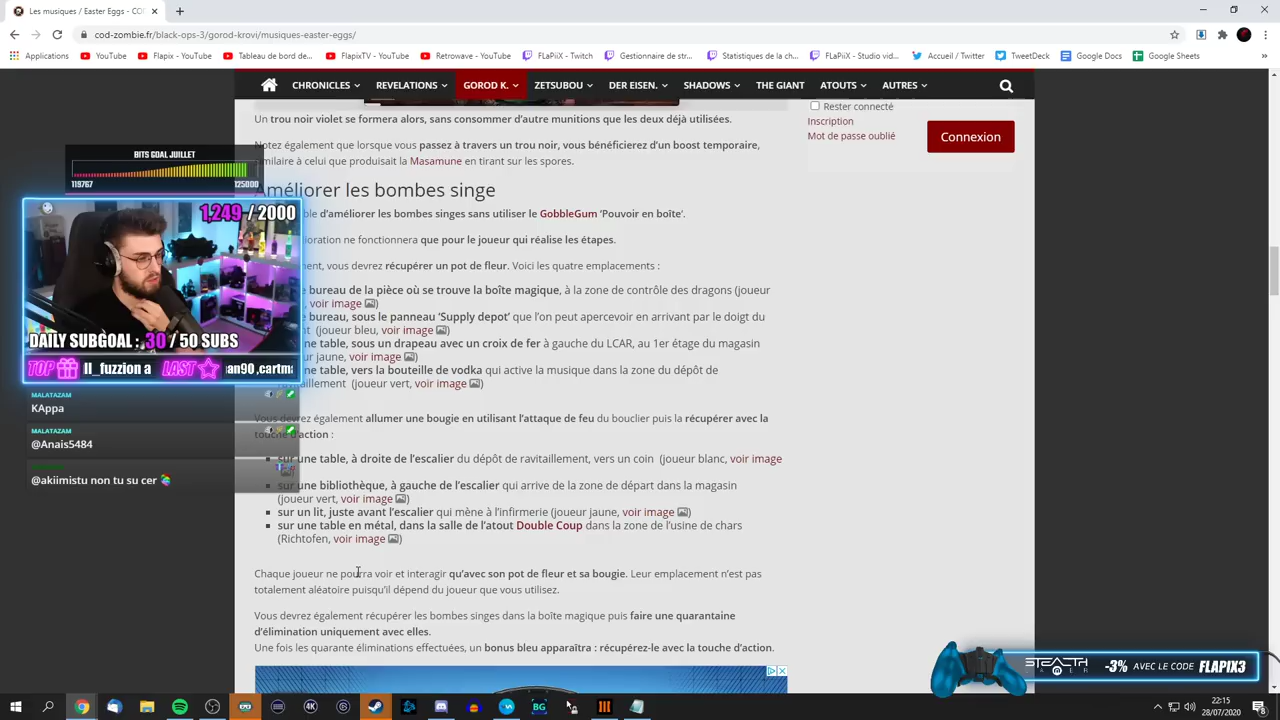 Les musiques / Easter Eggs - CO
cod-zombie.fr/black-ops-3/gorod-krovi/musiques-easter-eggs/
Applications
YouTube
Flapix - YouTube
Tableau de bord de...
FlapixTV - YouTube
Retrowave - YouTube
FLaPiiX - Twitch
Gestionnaire de str...
Statistiques de la ch...
FLaPiiX - Studio vid...
Accueil / Twitter
TweetDeck
Google Docs
Google Sheets
CHRONICLES
REVELATIONS
GOROD K.
ZETSUBOU
DER EISEN.
SHADOWS
THE GIANT
ATOUTS
AUTRES
Rester connecté
Inscription
Mot de passe oublié
Connexion
Un trou noir violet se formera alors, sans consommer d'autre munitions que les deux déjà utilisées.
Notez également que lorsque vous passez à travers un trou noir, vous bénéficierez d'un boost temporaire,
similaire à celui que produisait la Masamune en tirant sur les spores.
Améliorer les bombes singe
d'améliorer les bombes singes sans utiliser le GobbleGum 'Pouvoir en boîte'.
ne fonctionnera que pour le joueur qui réalise les étapes.
vous devrez récupérer un pot de fleur. Voici les quatre emplacements :
bureau de la pièce où se trouve la boîte magique, à la zone de contrôle des dragons (joueur
voir image )
bureau, sous le panneau 'Supply depot' que l'on peut apercevoir en arrivant par le doigt du
(joueur bleu, voir image )
table, sous un drapeau avec un croix de fer à gauche du LCAR, au 1er étage du magasin
jaune, voir image )
table, vers la bouteille de vodka qui active la musique dans la zone du dépôt de
(joueur vert, voir image )
Vous devrez également allumer une bougie en utilisant l'attaque de feu du bouclier puis la récupérer avec la
touche d'action :
sur une table, à droite de l'escalier du dépôt de ravitaillement, vers un coin (joueur blanc, voir image
)
sur une bibliothèque, à gauche de l'escalier qui arrive de la zone de départ dans la magasin
(joueur vert, voir image )
sur un lit, juste avant l'escalier qui mène à l'infirmerie (joueur jaune, voir image )
sur une table en métal, dans la salle de l'atout Double Coup dans la zone de l'usine de chars
(Richtofen, voir image )
Chaque joueur ne pourra voir et interagir qu'avec son pot de fleur et sa bougie. Leur emplacement n'est pas
totalement aléatoire puisqu'il dépend du joueur que vous utilisez.
Vous devrez également récupérer les bombes singes dans la boîte magique puis faire une quarantaine
d'élimination uniquement avec elles.
Une fois les quarante éliminations effectuées, un bonus bleu apparaîtra : récupérez-le avec la touche d'action.
BITS GOAL JUILLET
119767
125000
1,249 / 2000
DAILY SUBGOAL : 30 / 50 SUBS
TOP
ll_fuzzion a
LAST
an90,cartma
MALATAZAM
KAppa
MALATAZAM
@Anais5484
@akiimistu non tu su cer
STEALTH
-3% AVEC LE CODE FLAPIX3
22:15
28/07/2020